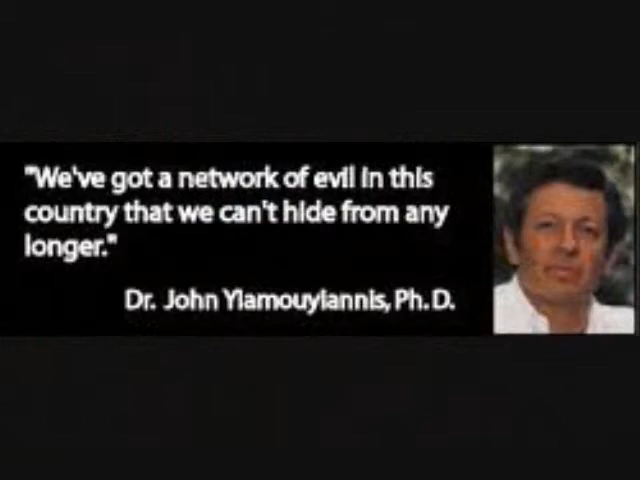 "We've got a network of evil in this
country that we can't hide from any
longer."
Dr. John Yiamouyiannis, Ph.D.